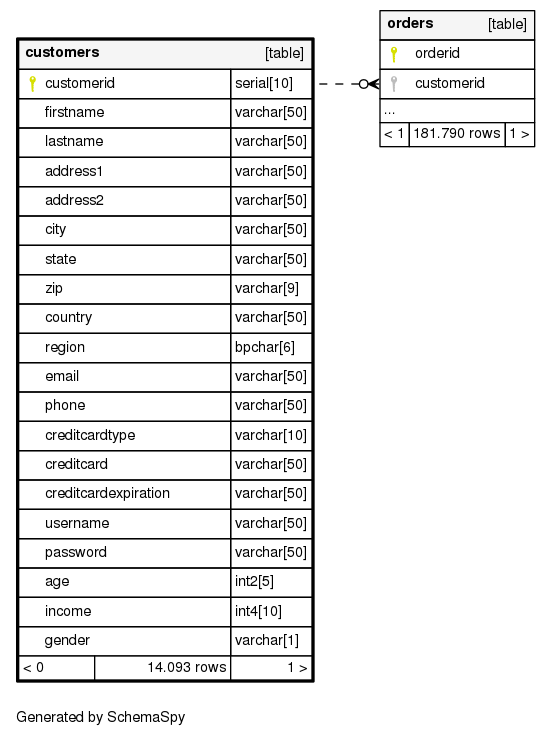 customers [table]
customerid serial[10]
firstname varchar[50]
lastname varchar[50]
address1 varchar[50]
address2 varchar[50]
city varchar[50]
state varchar[50]
zip varchar[9]
country varchar[50]
region bpchar[6]
email varchar[50]
phone varchar[50]
creditcardtype varchar[10]
creditcard varchar[50]
creditcardexpiration varchar[50]
username varchar[50]
password varchar[50]
age int2[5]
income int4[10]
gender varchar[1]
< 0 14.093 rows 1 >
orders [table]
orderid
customerid
...
< 1 181.790 rows 1 >
Generated by SchemaSpy